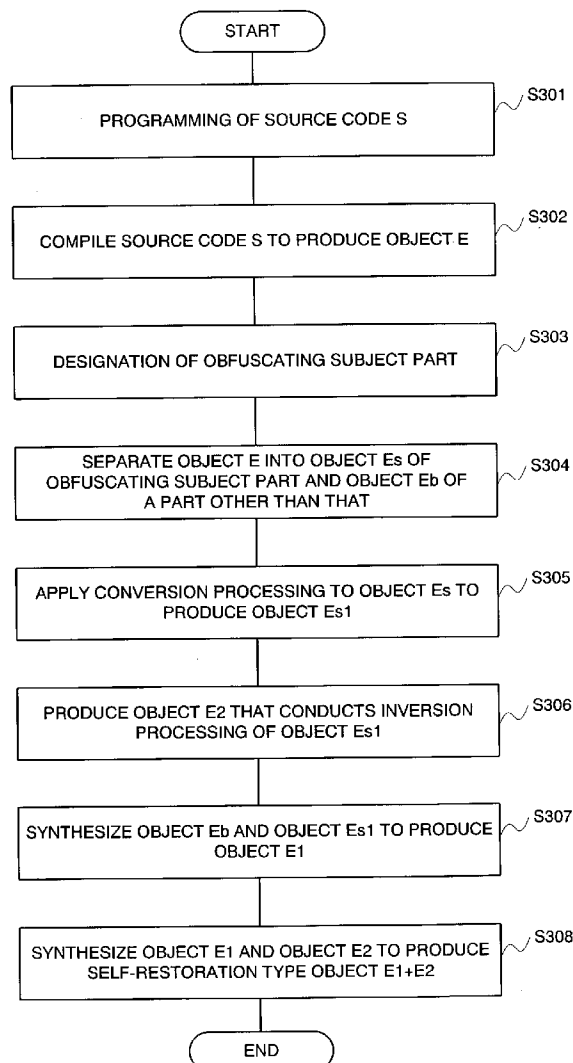 START
PROGRAMMING OF SOURCE CODE S
S301
COMPILE SOURCE CODE S TO PRODUCE OBJECT E
S302
DESIGNATION OF OBFUSCATING SUBJECT PART
S303
SEPARATE OBJECT E INTO OBJECT Es OF
OBFUSCATING SUBJECT PART AND OBJECT Eb OF
A PART OTHER THAN THAT
S304
APPLY CONVERSION PROCESSING TO OBJECT Es TO
PRODUCE OBJECT Es1
S305
PRODUCE OBJECT E2 THAT CONDUCTS INVERSION
PROCESSING OF OBJECT Es1
S306
SYNTHESIZE OBJECT Eb AND OBJECT Es1 TO PRODUCE
OBJECT E1
S307
SYNTHESIZE OBJECT E1 AND OBJECT E2 TO PRODUCE
SELF-RESTORATION TYPE OBJECT E1+E2
S308
END